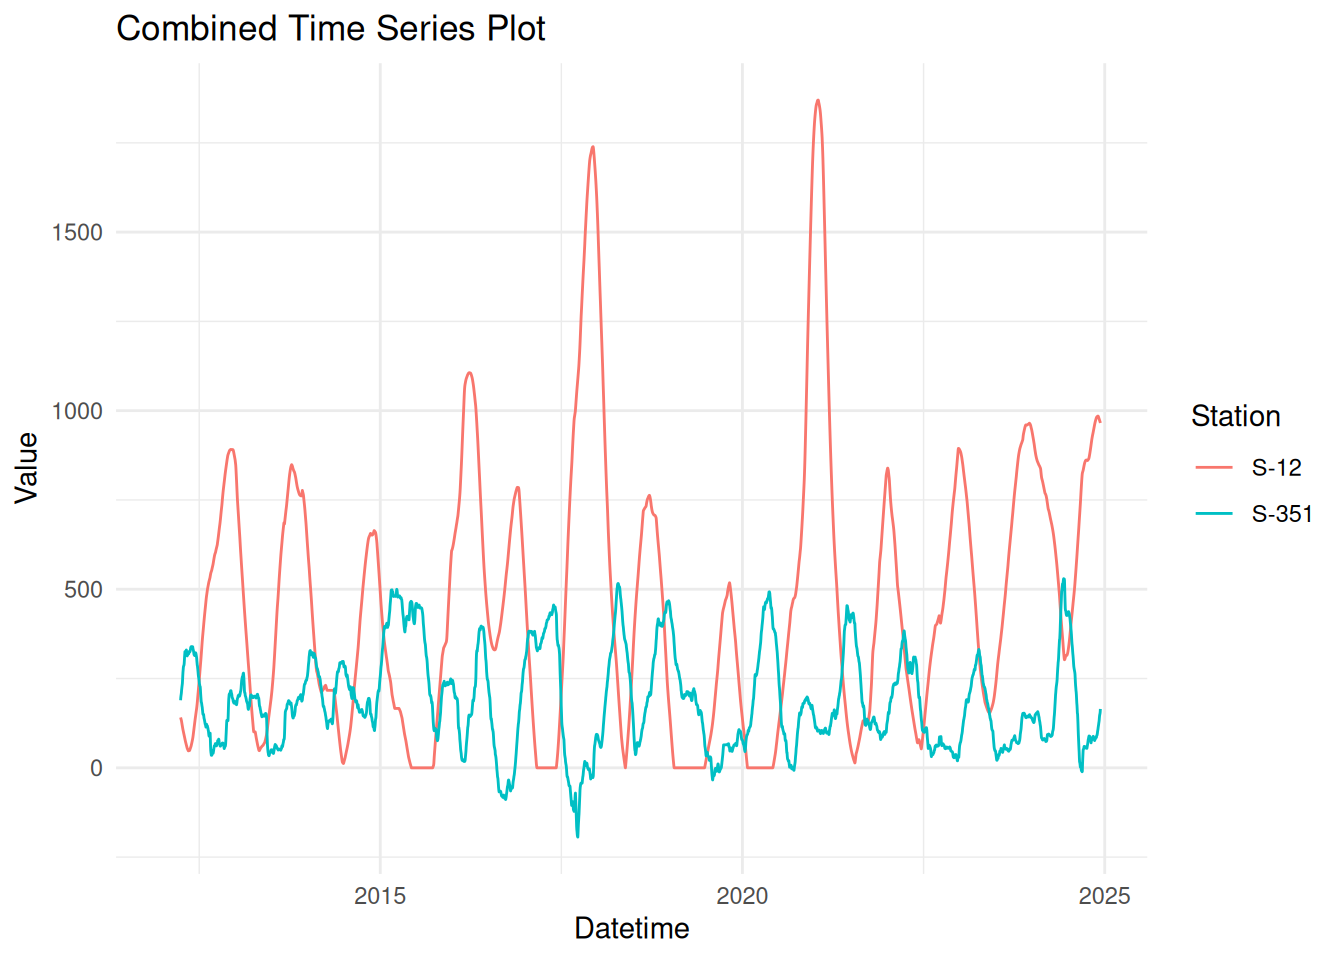 Combined Time Series Plot
1500
1000
500
0
Value
2015
2020
2025
Datetime
Station
S-12
S-351